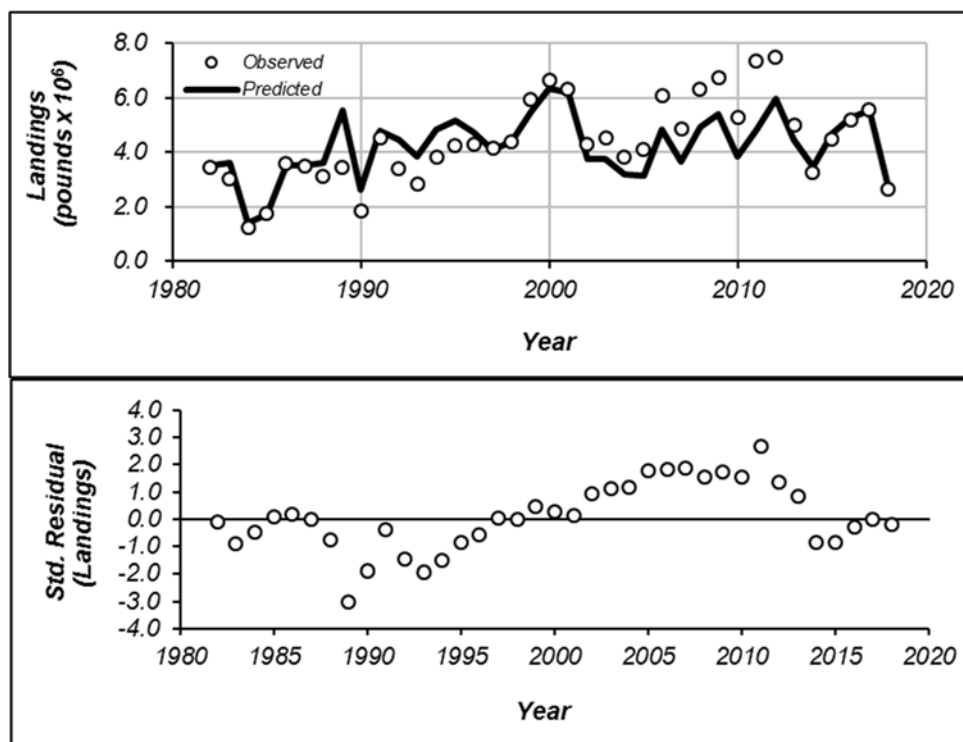 8.0
6.0
4.0
2.0
0.0
Landings
(pounds x 10⁶)
Observed
Predicted
1980 1990 2000 2010 2020
Year
4.0
3.0
2.0
1.0
0.0
-1.0
-2.0
-3.0
-4.0
Std. Residual
(Landings)
1980 1985 1990 1995 2000 2005 2010 2015 2020
Year